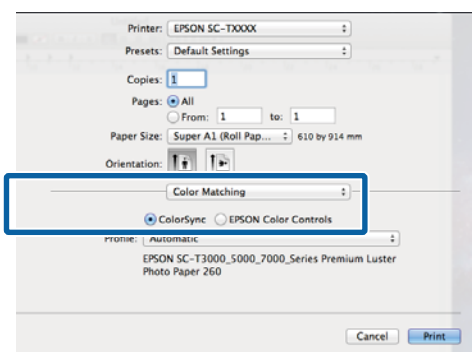 Printer: EPSON SC-TXXXX
Presets: Default Settings
Copies: 1
Pages: All
From: 1 to: 1
Paper Size: Super A1 (Roll Pap... 610 by 914 mm
Orientation:
Color Matching
ColorSync EPSON Color Controls
Profile: Automatic
EPSON SC-T3000_5000_7000_Series Premium Luster
Photo Paper 260
Cancel Print